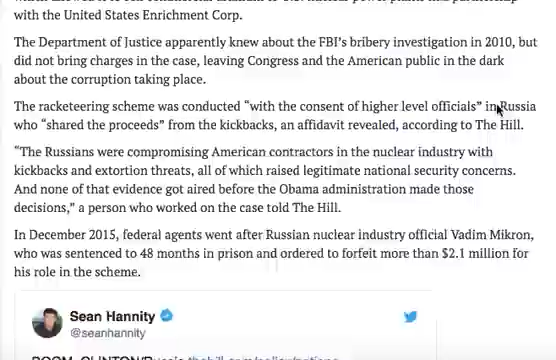 with the United States Enrichment Corp.
The Department of Justice apparently knew about the FBI's bribery investigation in 2010, but
did not bring charges in the case, leaving Congress and the American public in the dark
about the corruption taking place.
The racketeering scheme was conducted “with the consent of higher level officials” in Russia
who “shared the proceeds” from the kickbacks, an affidavit revealed, according to The Hill.
“The Russians were compromising American contractors in the nuclear industry with
kickbacks and extortion threats, all of which raised legitimate national security concerns.
And none of that evidence got aired before the Obama administration made those
decisions,” a person who worked on the case told The Hill.
In December 2015, federal agents went after Russian nuclear industry official Vadim Mikron,
who was sentenced to 48 months in prison and ordered to forfeit more than $2.1 million for
his role in the scheme.
Sean Hannity
@seanhannity